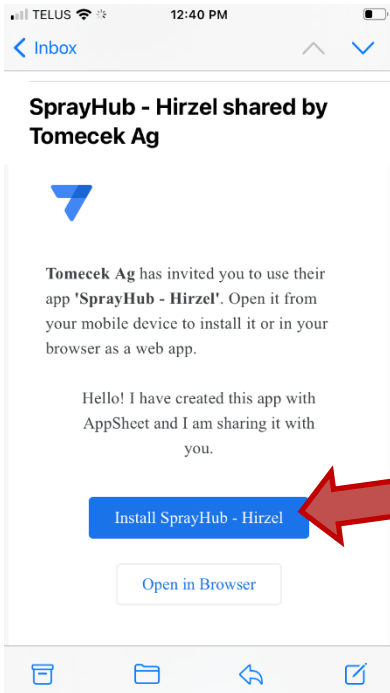 TELUS 12:40 PM
Inbox
SprayHub - Hirzel shared by
Tomecek Ag
Tomecek Ag has invited you to use their
app 'SprayHub - Hirzel'. Open it from
your mobile device to install it or in your
browser as a web app.
Hello! I have created this app with
AppSheet and I am sharing it with
you.
Install SprayHub - Hirzel
Open in Browser